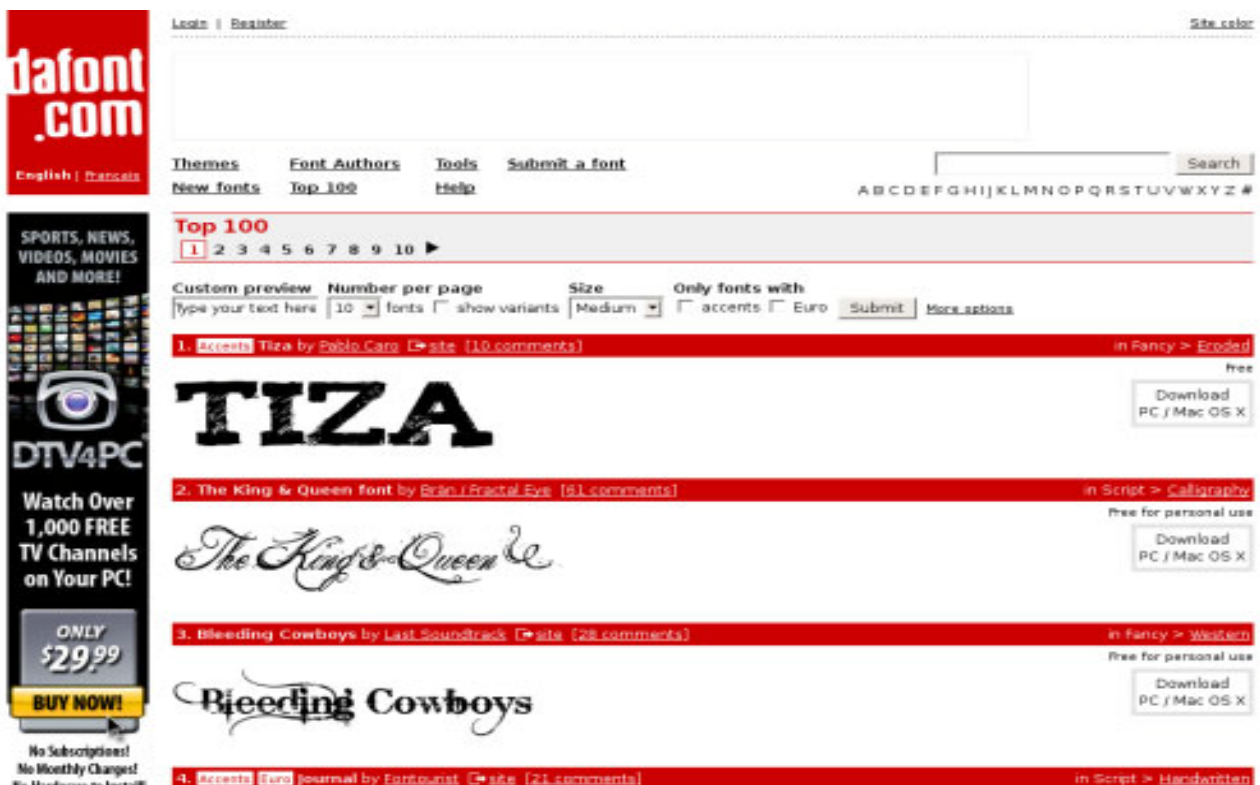 Login | Register
Site color
dafont
.com
English | Français
Themes Font Authors Tools Submit a font
Search
New fonts Top 100 Help
A B C D E F G H I J K L M N O P Q R S T U V W X Y Z #
Top 100
1 2 3 4 5 6 7 8 9 10
Custom preview Number per page Size Only fonts with
Type your text here 10 fonts show variants Medium accents Euro Submit More options
1. Accents Tiza by Pablo Caro site [10 comments] in Fancy > Eroded
Free
TIZA
Download
PC / Mac OS X
2. The King & Queen font by Brän / Fractal Eye [61 comments] in Script > Calligraphy
Free for personal use
The King & Queen
Download
PC / Mac OS X
3. Bleeding Cowboys by Last Soundtrack site [28 comments] in Fancy > Western
Free for personal use
Bleeding Cowboys
Download
PC / Mac OS X
4. Accents Euro Journal by Fontourist site [21 comments] in Script > Handwritten
SPORTS, NEWS,
VIDEOS, MOVIES
AND MORE!
DTV4PC
Watch Over
1,000 FREE
TV Channels
on Your PC!
ONLY
$29.99
BUY NOW!
No Subscriptions!
No Monthly Charges!